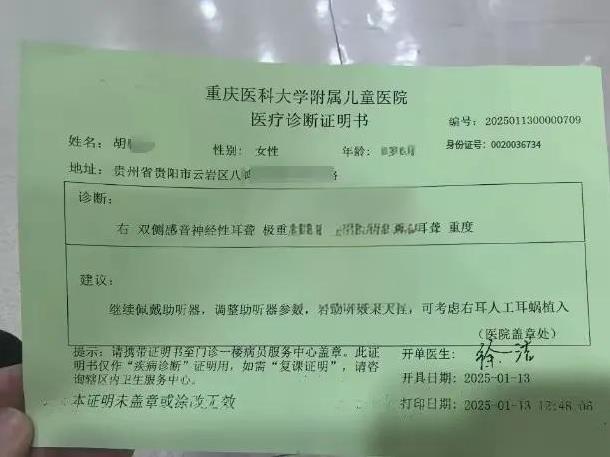 重庆医科大学附属儿童医院
医疗诊断证明书
编号: 2025011300000709
姓名: 胡
性别: 女性
年龄:
身份证号: 0020036734
地址: 贵州省贵阳市云岩区八
诊断:
右 双侧感音神经性耳聋 极重 耳聋 重度
建议:
继续佩戴助听器, 调整助听器参数, 可考虑右耳人工耳蜗植入
(医院盖章处)
提示: 请携带证明书至门诊一楼病员服务中心盖章。此证
明书仅作“疾病诊断”证明用, 如需“复课证明”, 请咨
询辖区内卫生服务中心。
本证明未盖章或涂改无效
开单医生: 徐 洁
开具日期: 2025-01-13
打印日期: 2025-01-13 12:48:06